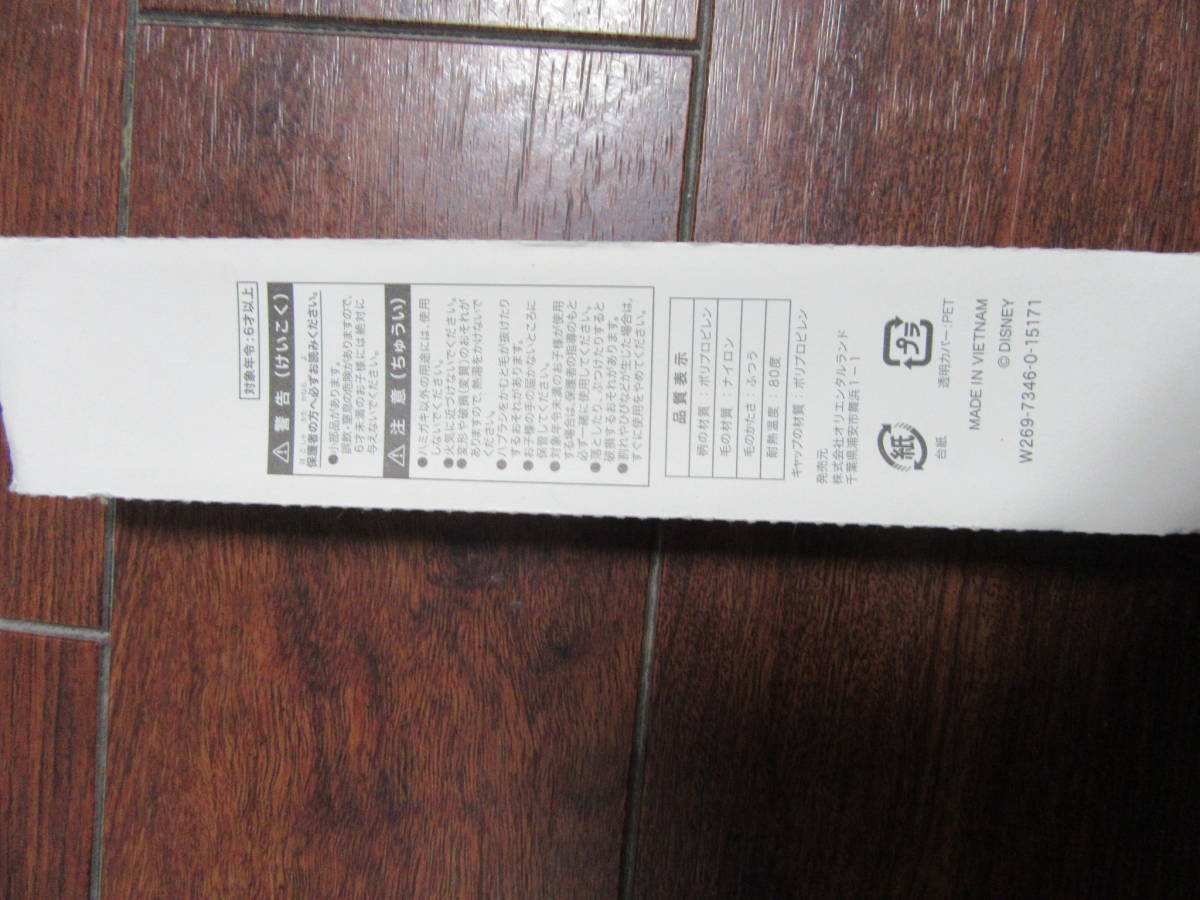 対象年令:6才以上
警告(けいこく)
保護者の方へ必ずお読みください。
●小部品があります。
誤飲・窒息の危険がありますので、
6才未満のお子様には絶対に
与えないでください。
注意(ちゅうい)
●ハミガキ以外の用途には、使用
しないでください。
●火気に近づけないでください。
●変形や破損(変質)のおそれが
ありますので、熱湯をかけないで
ください。
●ハブラシをかむと毛が抜けたり
するおそれがあります。
●お子様の手の届かないところに
保管してください。
●対象年令未満のお子様が使用
する場合は、保護者の指導のもと
必ず一緒に使用してください。
●落としたり、ぶつけたりすると
破損するおそれがあります。
●割れやひびなどが生じた場合は、
すぐに使用をやめてください。
品質表示
柄の材質:ポリプロピレン
毛の材質:ナイロン
毛のかたさ:ふつう
耐熱温度:80度
キャップの材質:ポリプロピレン
発売元
株式会社オリエンタルランド
千葉県浦安市舞浜1-1
紙 プラ
台紙 透明カバー:PET
MADE IN VIETNAM
© DISNEY
W269-7346-0-15171